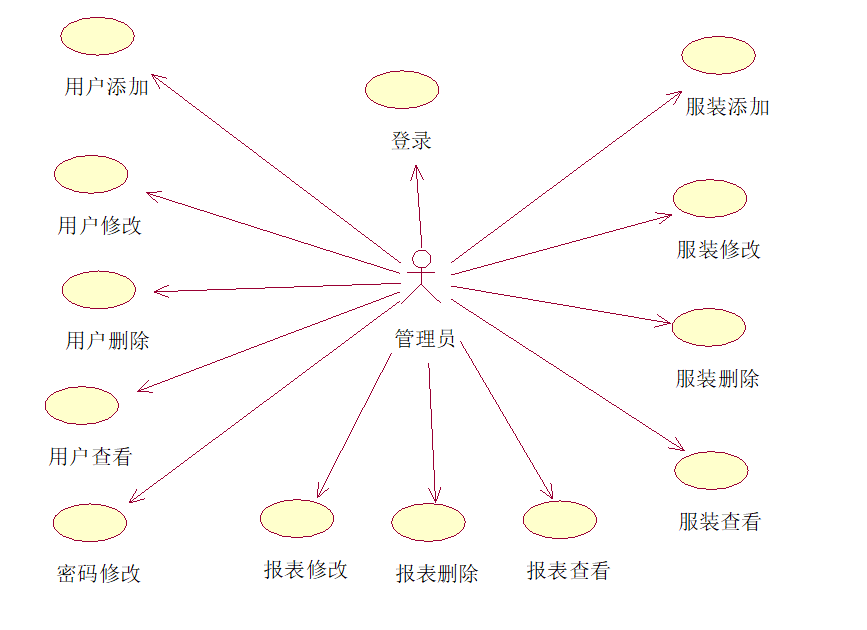 用户添加
登录
服装添加
用户修改
服装修改
用户删除
管理员
服装删除
用户查看
服装查看
密码修改
报表修改
报表删除
报表查看